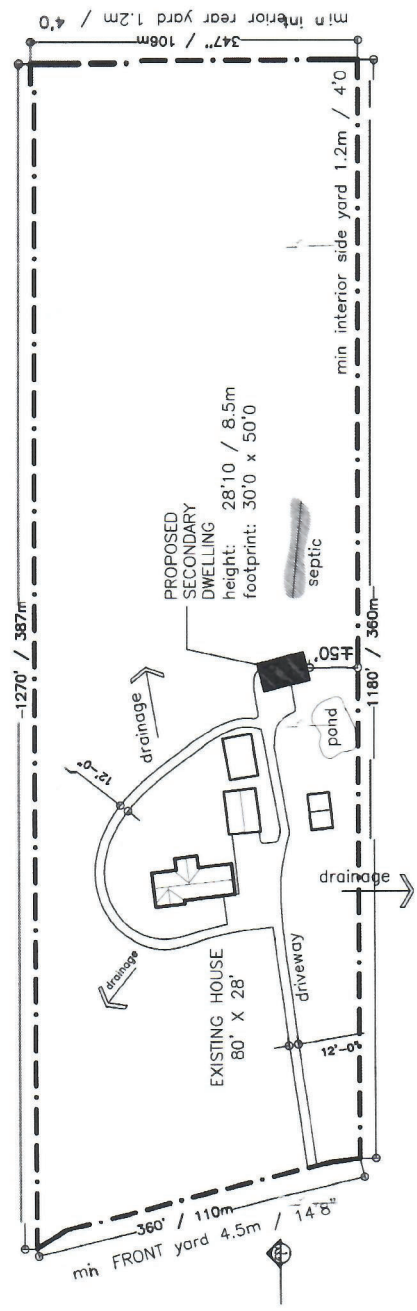 1270' / 387m
347" / 106m
min interior rear yard 1.2m / 4'0
drainage
12'-0"
PROPOSED
SECONDARY
DWELLING
height: 28'10 / 8.5m
footprint: 30'0 x 50'0
drainage
EXISTING HOUSE
80' X 28'
septic
±50'
pond
driveway
12'-0"
drainage
min interior side yard 1.2m / 4'0
1180' / 360m
360' / 110m
min FRONT yard 4.5m / 14'8"